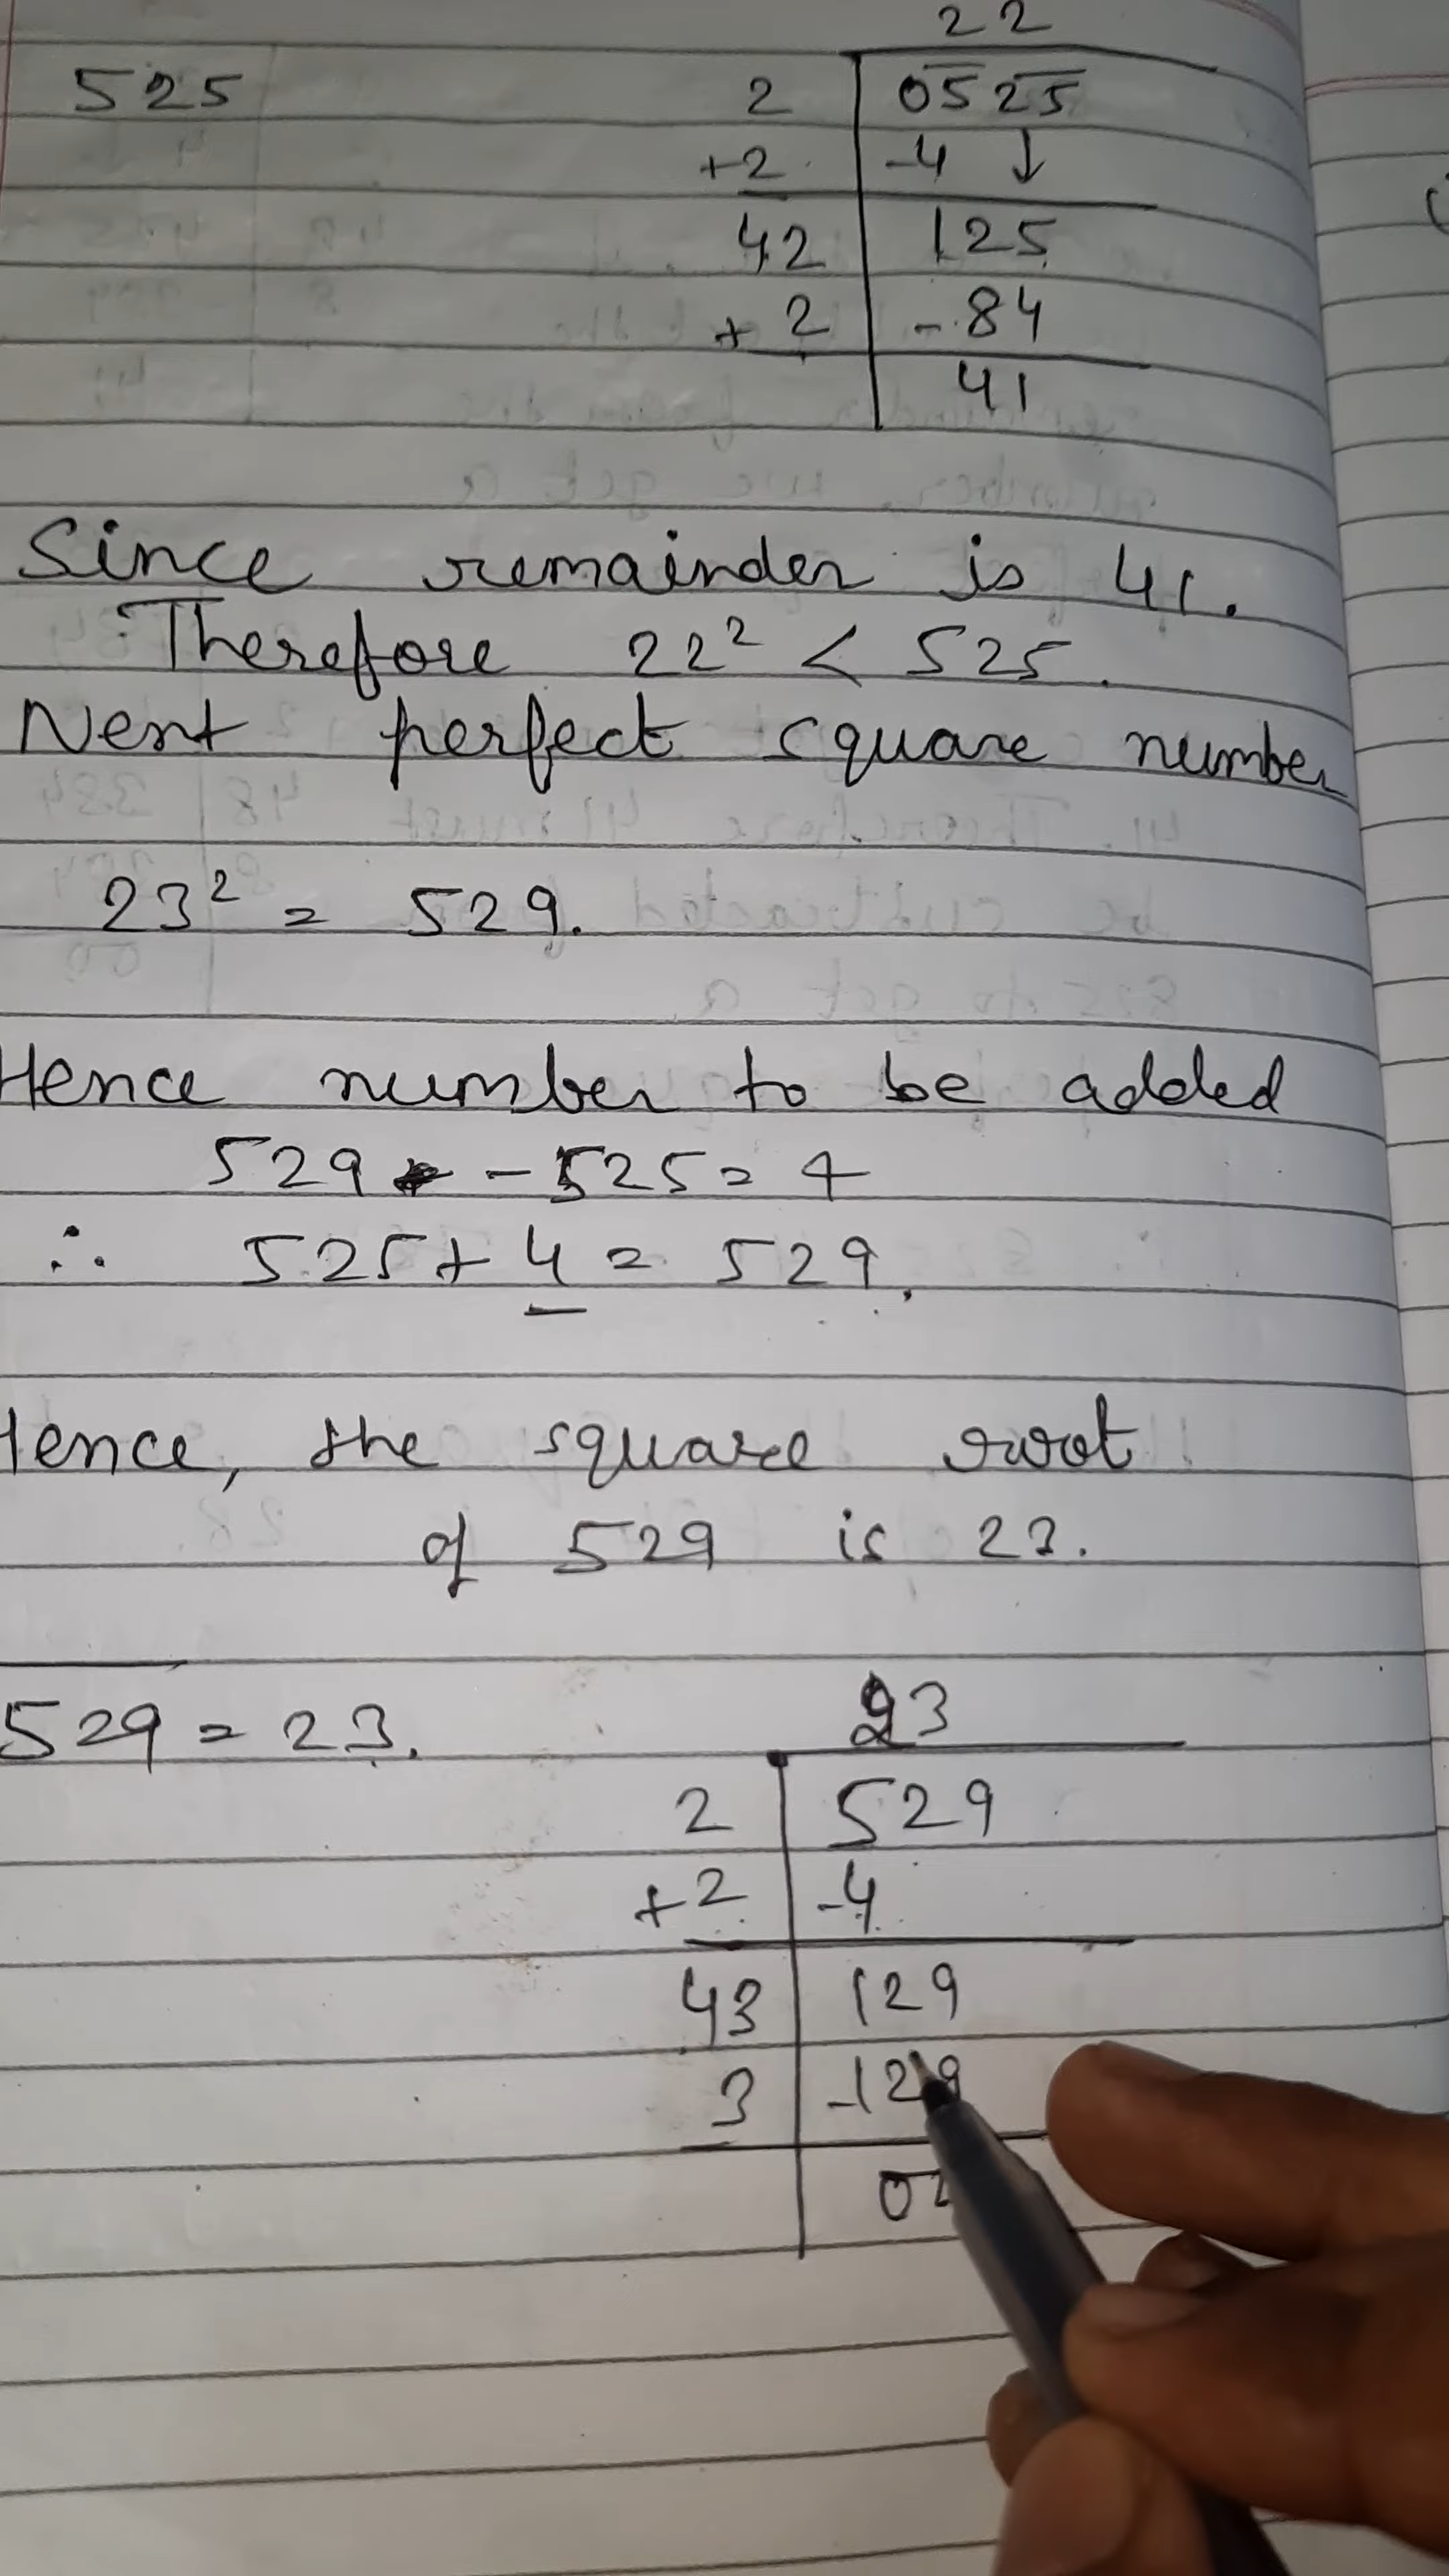 22
525 2 0525
+2 -4 ↓
42 125
+2 -84
41
Since remainder is 41.
Therefore 22² < 525.
Next perfect square number
23² = 529.
Hence number to be added
529 - 525 = 4
∴ 525 + 4 = 529.
Hence, the square root
of 529 is 23.
529 = 23.
23
2 529
+2 -4
43 129
3 -129